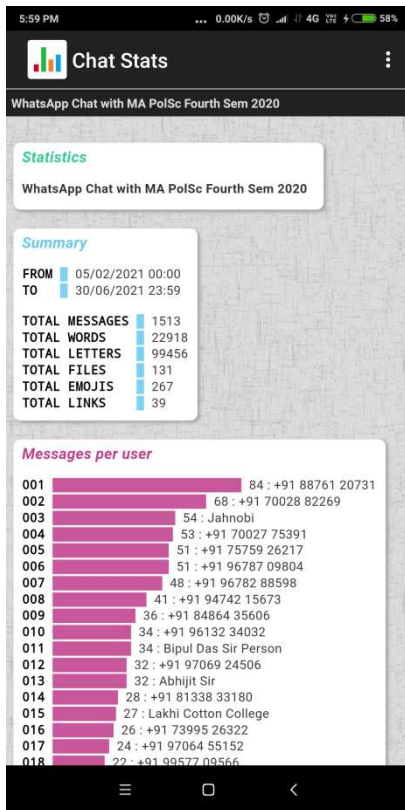 5:59 PM ... 0.00K/s 4G VoLTE 58%
Chat Stats
WhatsApp Chat with MA PolSc Fourth Sem 2020
Statistics
WhatsApp Chat with MA PolSc Fourth Sem 2020
Summary
FROM 05/02/2021 00:00
TO 30/06/2021 23:59
TOTAL MESSAGES 1513
TOTAL WORDS 22918
TOTAL LETTERS 99456
TOTAL FILES 131
TOTAL EMOJIS 267
TOTAL LINKS 39
Messages per user
001 84 : +91 88761 20731
002 68 : +91 70028 82269
003 54 : Jahnobi
004 53 : +91 70027 75391
005 51 : +91 75759 26217
006 51 : +91 96787 09804
007 48 : +91 96782 88598
008 41 : +91 94742 15673
009 36 : +91 84864 35606
010 34 : +91 96132 34032
011 34 : Bipul Das Sir Person
012 32 : +91 97069 24506
013 32 : Abhijit Sir
014 28 : +91 81338 33180
015 27 : Lakhi Cotton College
016 26 : +91 73995 26322
017 24 : +91 97064 55152
018 22 : +91 99577 09566